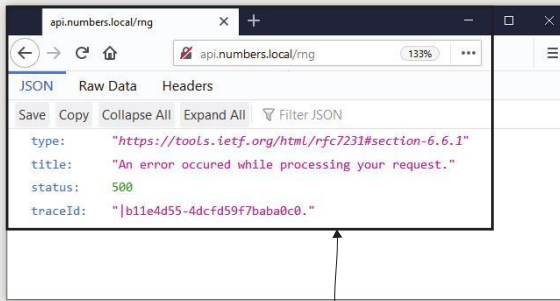 api.numbers.local/rng
api.numbers.local/rng 133%
JSON Raw Data Headers
Save Copy Collapse All Expand All Filter JSON
type: "https://tools.ietf.org/html/rfc7231#section-6.6.1"
title: "An error occured while processing your request."
status: 500
traceId: "|b11e4d55-4dcfd59f7baba0c0."